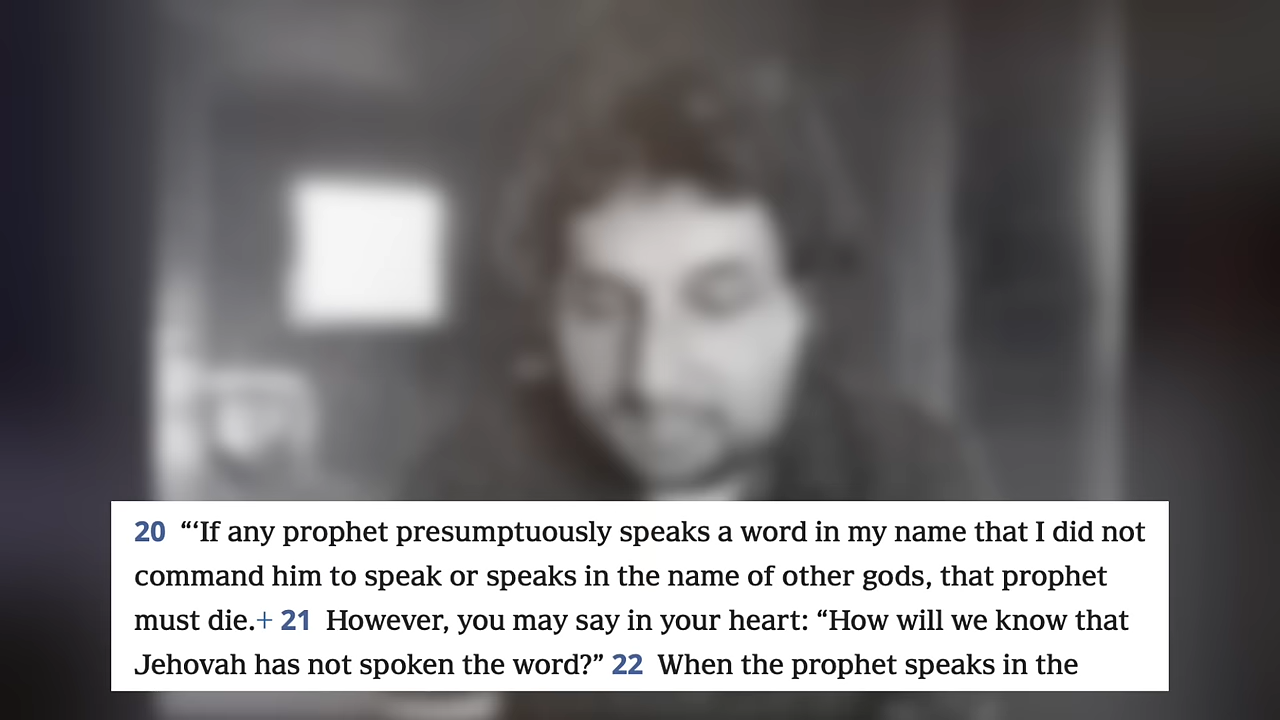 20 “‘If any prophet presumptuously speaks a word in my name that I did not
command him to speak or speaks in the name of other gods, that prophet
must die.+ 21 However, you may say in your heart: “How will we know that
Jehovah has not spoken the word?” 22 When the prophet speaks in the